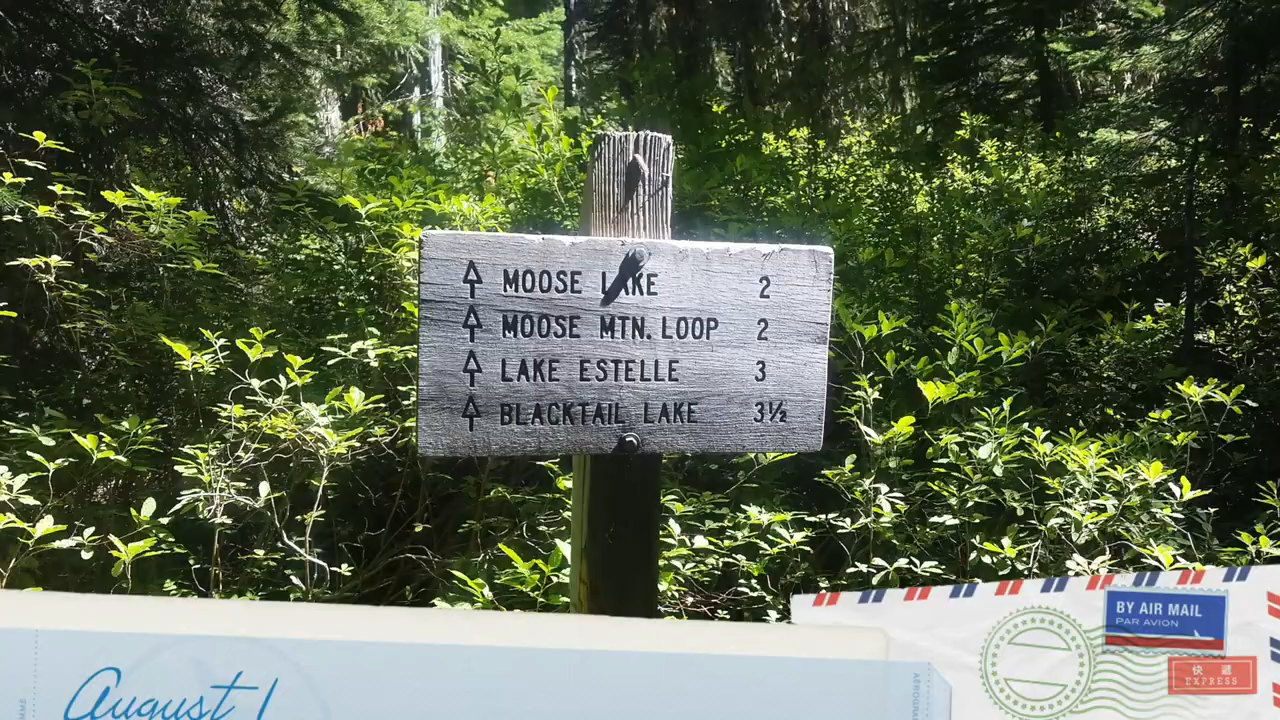 MOOSE LAKE 2
MOOSE MTN. LOOP 2
LAKE ESTELLE 3
BLACKTAIL LAKE 3½
BY AIR MAIL
PAR AVION
快遞
EXPRESS
August 1